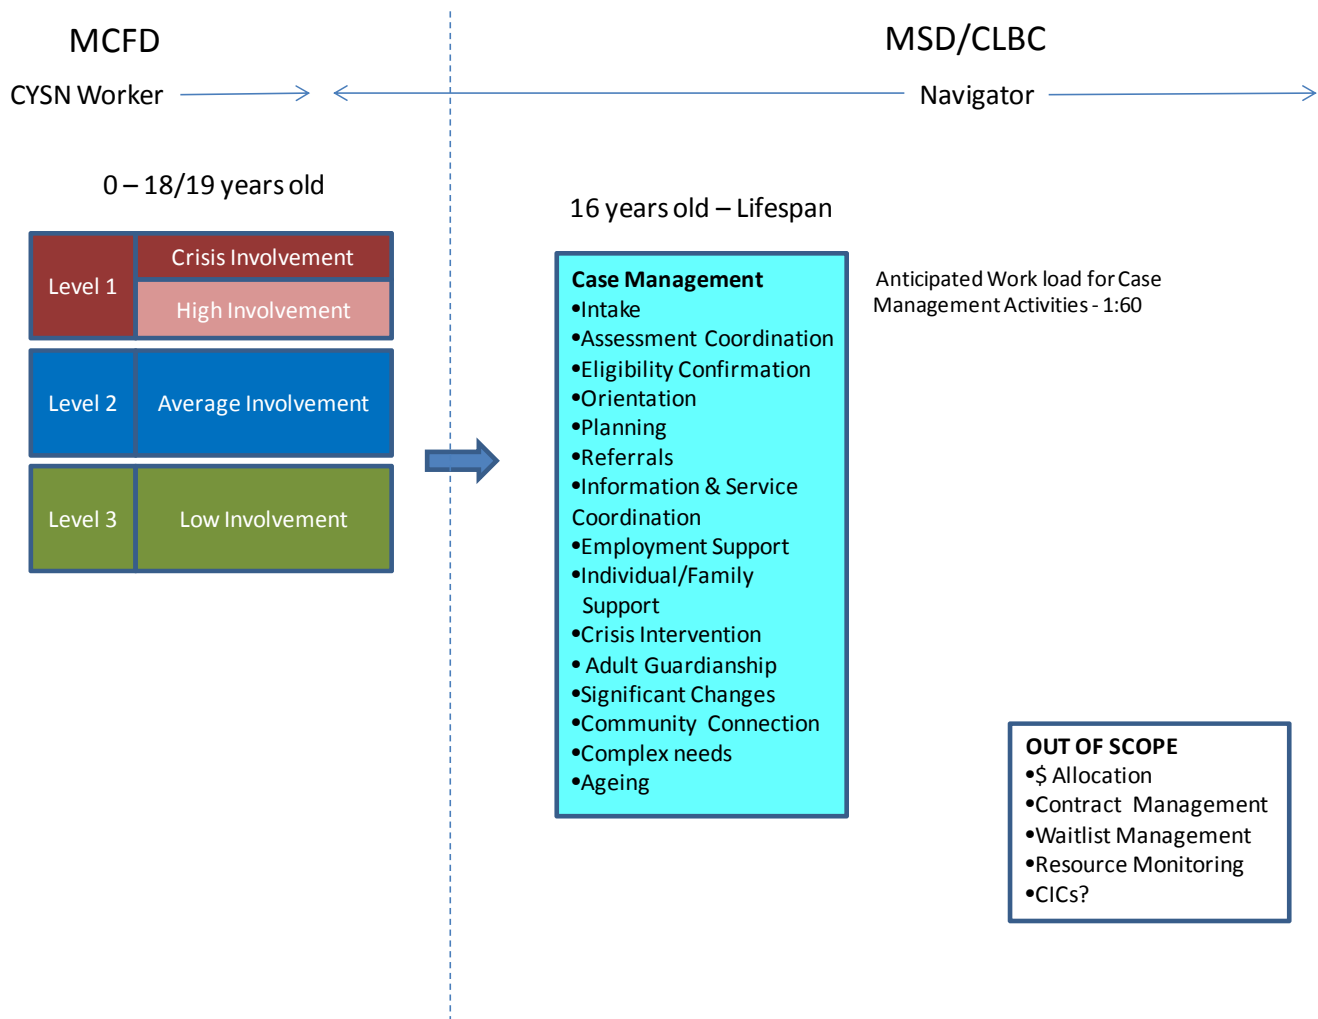 MCFD
MSD/CLBC
CYSN Worker
Navigator
0 – 18/19 years old
16 years old – Lifespan
Level 1
Crisis Involvement
High Involvement
Level 2
Average Involvement
Level 3
Low Involvement
Case Management
•Intake
•Assessment Coordination
•Eligibility Confirmation
•Orientation
•Planning
•Referrals
•Information & Service
Coordination
•Employment Support
•Individual/Family
Support
•Crisis Intervention
• Adult Guardianship
•Significant Changes
•Community Connection
•Complex needs
•Ageing
Anticipated Work load for Case
Management Activities - 1:60
OUT OF SCOPE
•$ Allocation
•Contract Management
•Waitlist Management
•Resource Monitoring
•CICs?